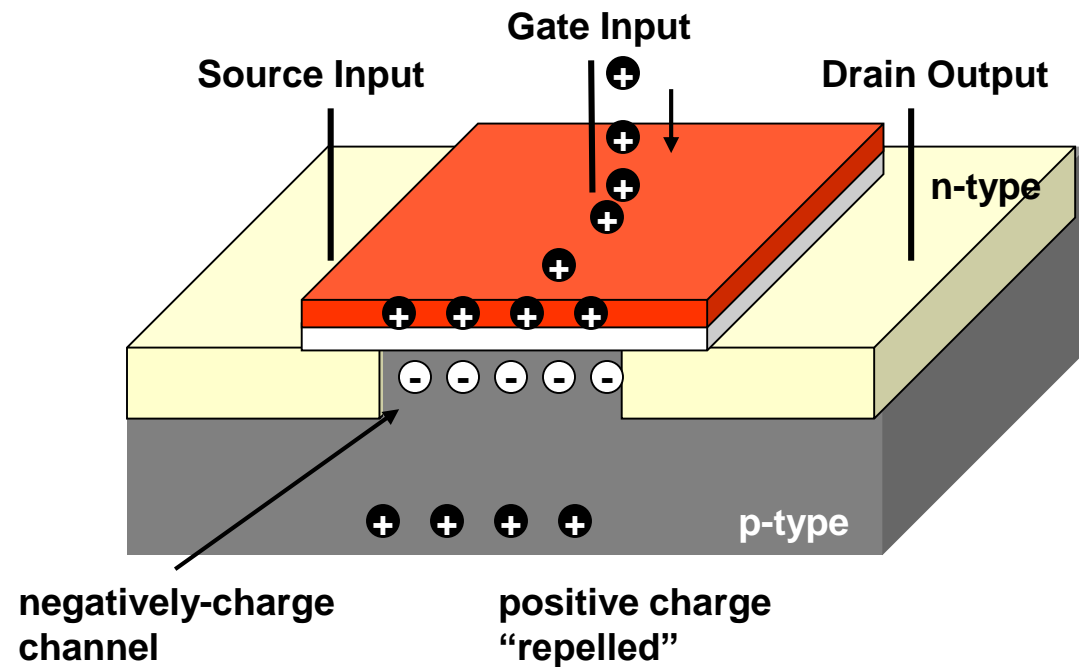 Gate Input
Source Input
Drain Output
+
+
+
n-type
+
+
+
+
+
+
-
-
-
-
-
+
+
+
+
p-type
negatively-charge
channel
positive charge
“repelled”